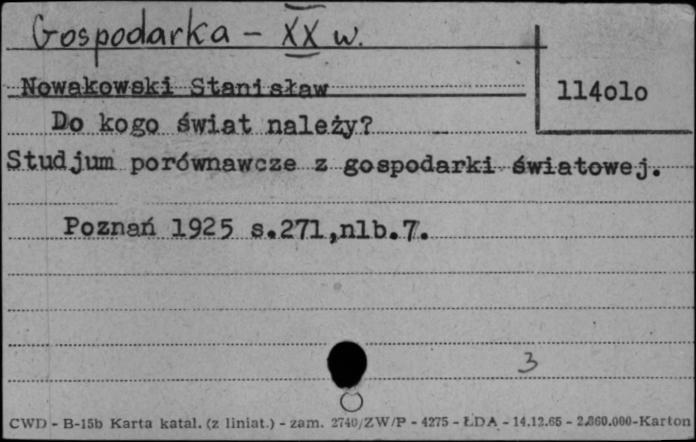 Gospodarka - XX w.
Nowakowski Stanisław
114o1o
Do kogo świat należy?
Studjum porównawcze z gospodarki światowej.
Poznań 1925 s.271,nlb.7.
3
CWD - B-15b Karta katal. (z liniat.) - zam. 2740/ZW/P - 4275 - ŁDA - 14.12.65 - 2.860.000-Karton